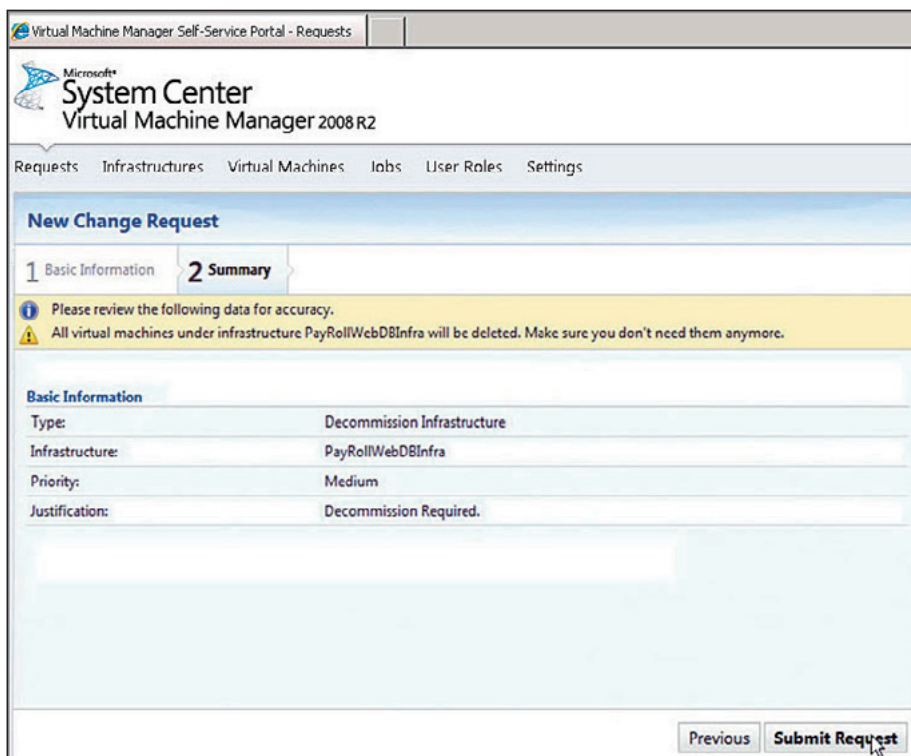 Virtual Machine Manager Self-Service Portal - Requests
Microsoft®
System Center
Virtual Machine Manager 2008 R2
Requests Infrastructures Virtual Machines Jobs User Roles Settings
New Change Request
1 Basic Information 2 Summary
Please review the following data for accuracy.
All virtual machines under infrastructure PayRollWebDBInfra will be deleted. Make sure you don't need them anymore.
Basic Information
Type: Decommission Infrastructure
Infrastructure: PayRollWebDBInfra
Priority: Medium
Justification: Decommission Required.
Previous Submit Request